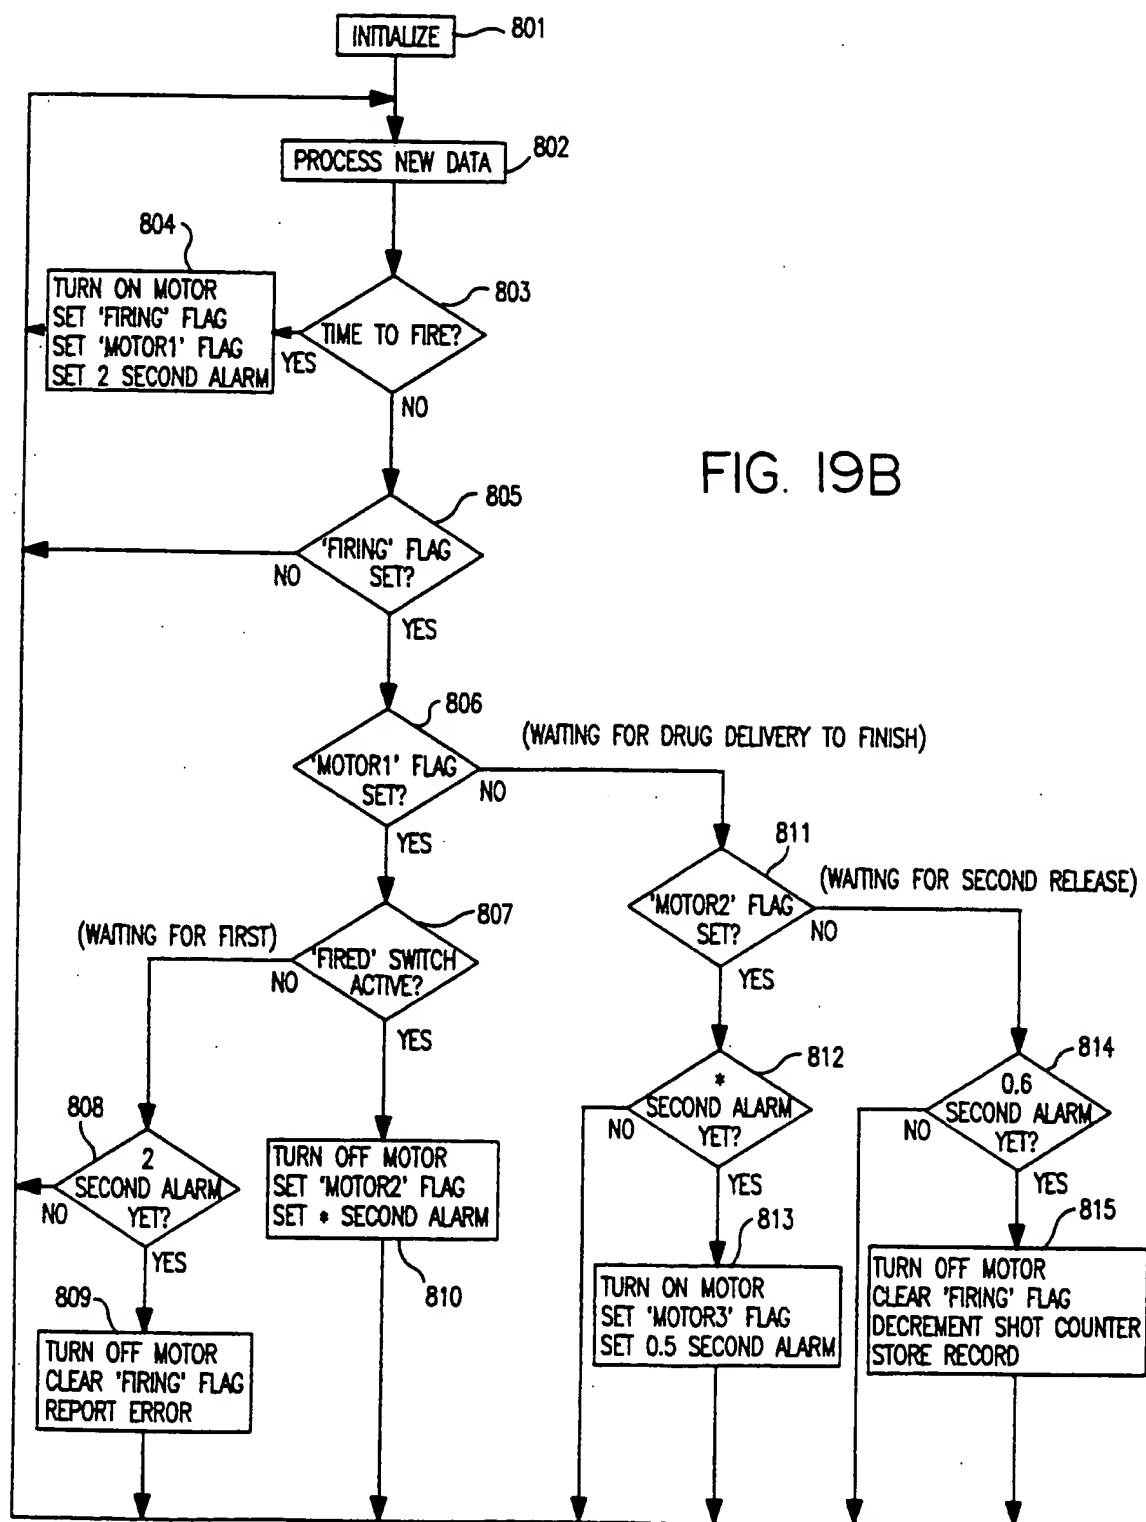 INITIALIZE
801
PROCESS NEW DATA
802
804
TURN ON MOTOR
SET 'FIRING' FLAG
SET 'MOTOR1' FLAG
SET 2 SECOND ALARM
803
TIME TO FIRE?
YES
NO
FIG. 19B
805
'FIRING' FLAG
SET?
NO
YES
806
'MOTOR1' FLAG
SET?
NO
YES
(WAITING FOR DRUG DELIVERY TO FINISH)
807
'FIRED' SWITCH
ACTIVE?
(WAITING FOR FIRST)
NO
YES
811
'MOTOR2' FLAG
SET?
(WAITING FOR SECOND RELEASE)
NO
YES
808
2
SECOND ALARM
YET?
NO
YES
TURN OFF MOTOR
SET 'MOTOR2' FLAG
SET * SECOND ALARM
810
812
*
SECOND ALARM
YET?
NO
YES
814
0.6
SECOND ALARM
YET?
NO
YES
809
TURN OFF MOTOR
CLEAR 'FIRING' FLAG
REPORT ERROR
813
TURN ON MOTOR
SET 'MOTOR3' FLAG
SET 0.5 SECOND ALARM
815
TURN OFF MOTOR
CLEAR 'FIRING' FLAG
DECREMENT SHOT COUNTER
STORE RECORD